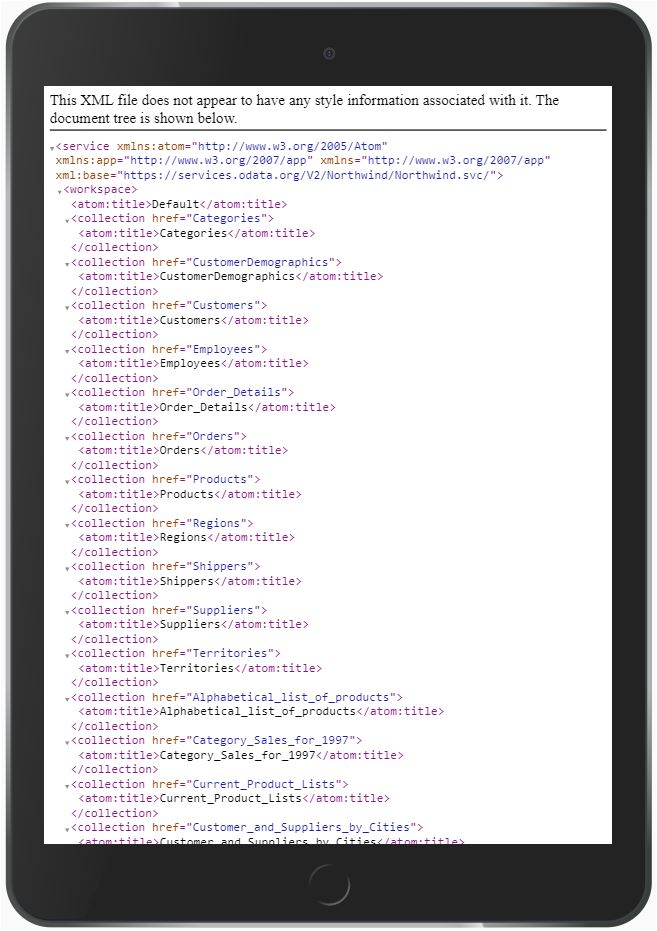 This XML file does not appear to have any style information associated with it. The
document tree is shown below.
<service xmlns:atom="http://www.w3.org/2005/Atom"
xmlns:app="http://www.w3.org/2007/app" xmlns="http://www.w3.org/2007/app"
xml:base="https://services.odata.org/V2/Northwind/Northwind.svc/">
<workspace>
<atom:title>Default</atom:title>
<collection href="Categories">
<atom:title>Categories</atom:title>
</collection>
<collection href="CustomerDemographics">
<atom:title>CustomerDemographics</atom:title>
</collection>
<collection href="Customers">
<atom:title>Customers</atom:title>
</collection>
<collection href="Employees">
<atom:title>Employees</atom:title>
</collection>
<collection href="Order_Details">
<atom:title>Order_Details</atom:title>
</collection>
<collection href="Orders">
<atom:title>Orders</atom:title>
</collection>
<collection href="Products">
<atom:title>Products</atom:title>
</collection>
<collection href="Regions">
<atom:title>Regions</atom:title>
</collection>
<collection href="Shippers">
<atom:title>Shippers</atom:title>
</collection>
<collection href="Suppliers">
<atom:title>Suppliers</atom:title>
</collection>
<collection href="Territories">
<atom:title>Territories</atom:title>
</collection>
<collection href="Alphabetical_list_of_products">
<atom:title>Alphabetical_list_of_products</atom:title>
</collection>
<collection href="Category_Sales_for_1997">
<atom:title>Category_Sales_for_1997</atom:title>
</collection>
<collection href="Current_Product_Lists">
<atom:title>Current_Product_Lists</atom:title>
</collection>
<collection href="Customer_and_Suppliers_by_Cities">
<atom:title>Customer_and_Suppliers_by_Cities</atom:title>